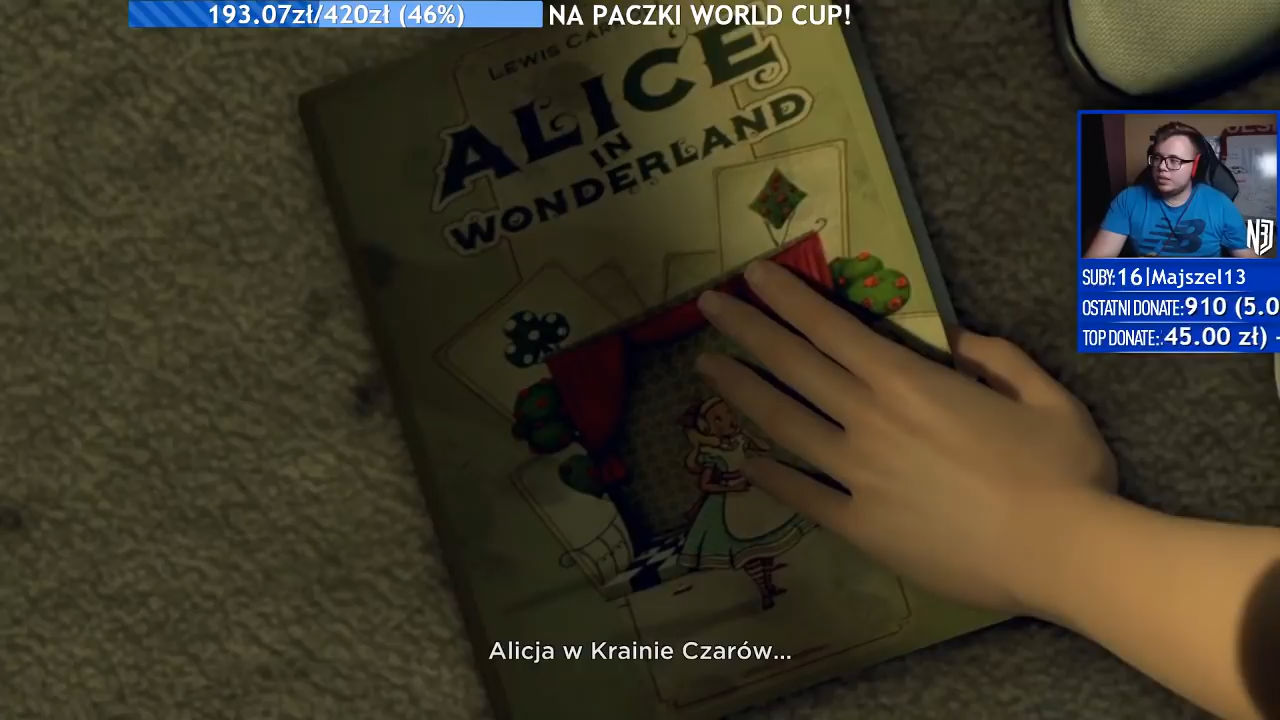 193.07zł/420zł (46%) NA PACZKI WORLD CUP!
LEWIS
ALICE
IN
WONDERLAND
SUBY:16|Majszel13
OSTATNI DONATE:910 (5.0
TOP DONATE:.45.00 zł) -
Alicja w Krainie Czarów...